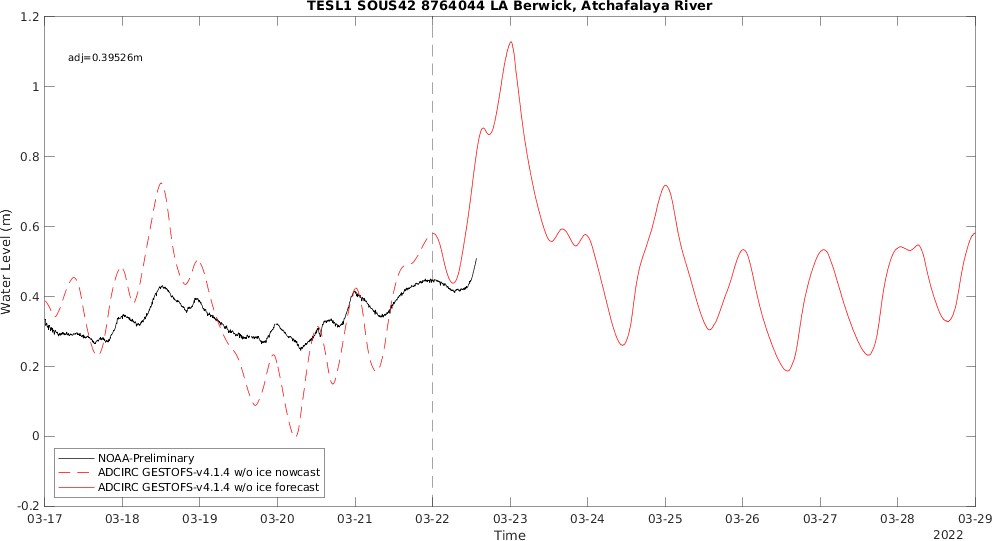 TESL1 SOUS42 8764044 LA Berwick, Atchafalaya River
1.2
adj=0.39526m
1
0.8
0.6
Water Level (m)
0.4
0.2
0
NOAA-Preliminary
ADCIRC GESTOFS-v4.1.4 w/o ice nowcast
ADCIRC GESTOFS-v4.1.4 w/o ice forecast
-0.2
03-17 03-18 03-19 03-20 03-21 03-22 03-23 03-24 03-25 03-26 03-27 03-28 03-29
Time 2022